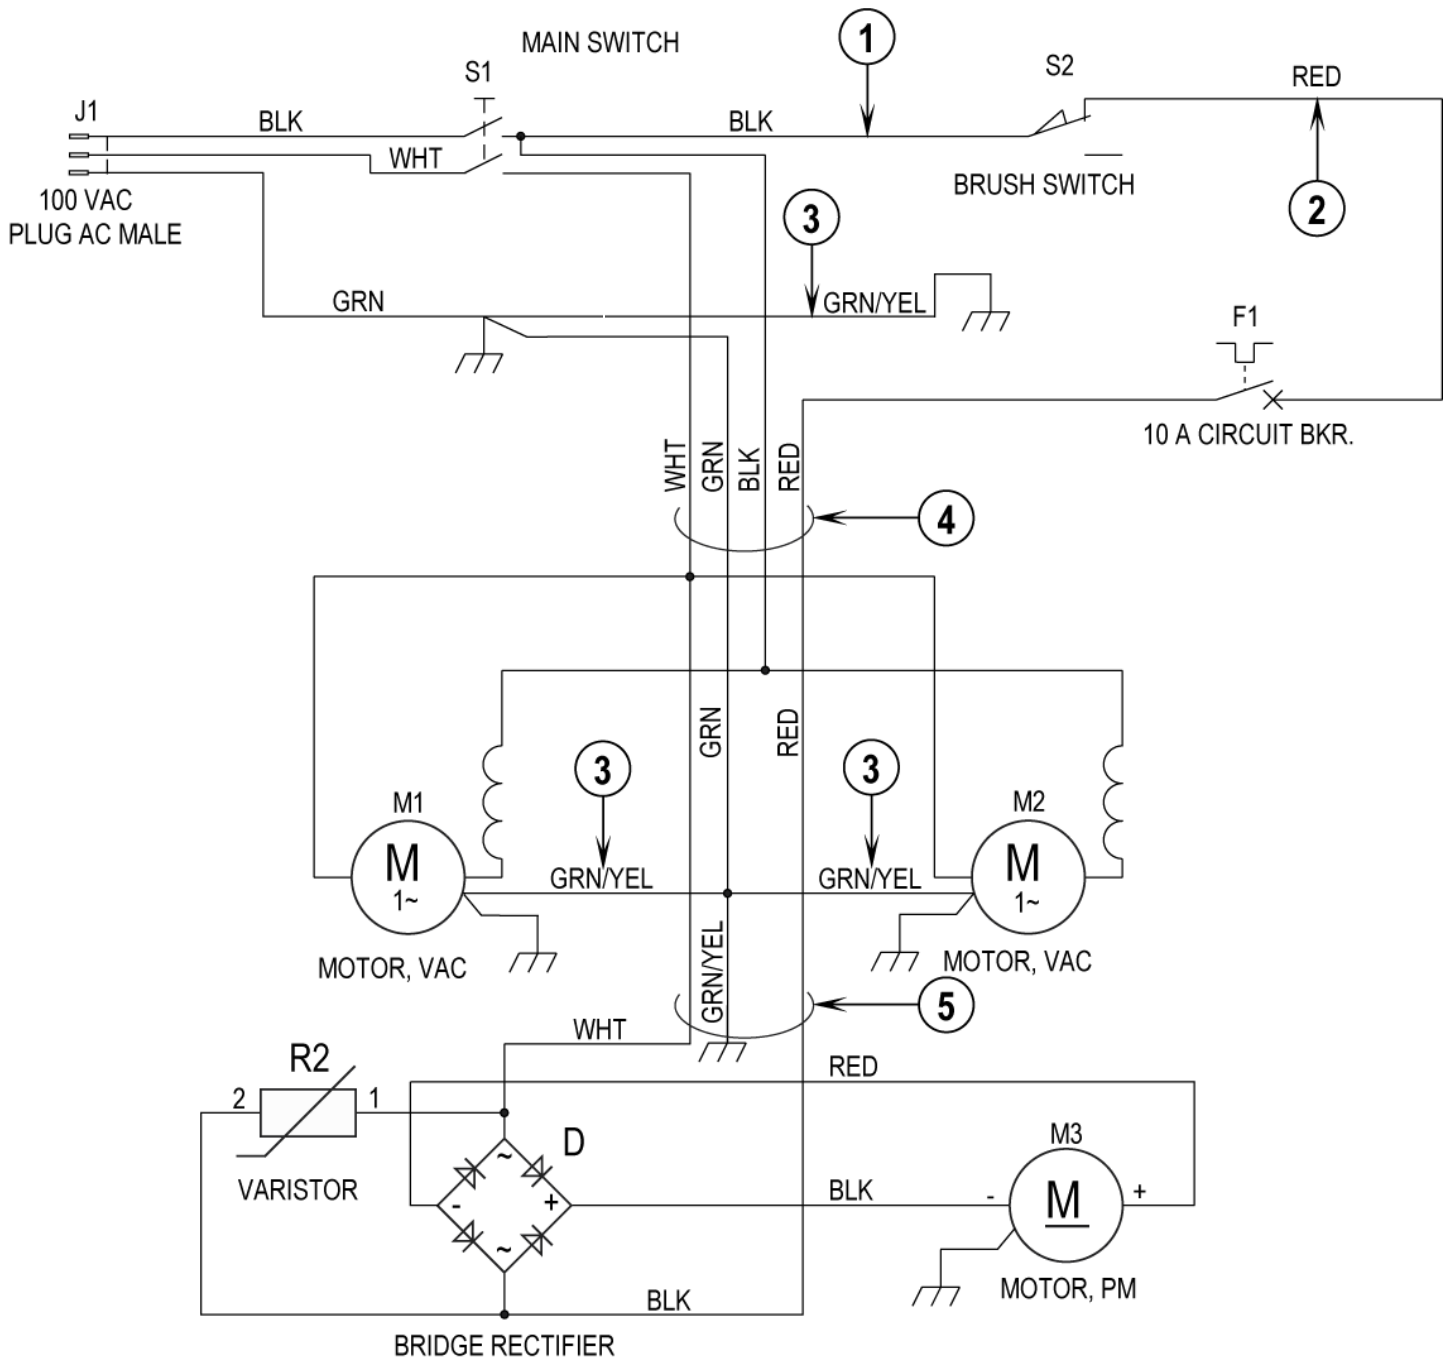 MAIN SWITCH
1
S1
S2
RED
J1
BLK
BLK
WHT
BRUSH SWITCH
100 VAC
PLUG AC MALE
2
3
GRN
GRN/YEL
F1
10 A CIRCUIT BKR.
WHT
GRN
BLK
RED
4
GRN
RED
3
3
M1
M
1~
M2
M
1~
GRN/YEL
GRN/YEL
MOTOR, VAC
MOTOR, VAC
GRN/YEL
5
WHT
R2
2
1
RED
VARISTOR
D
~
-
+
~
BLK
M3
-
M
+
MOTOR, PM
BLK
BRIDGE RECTIFIER